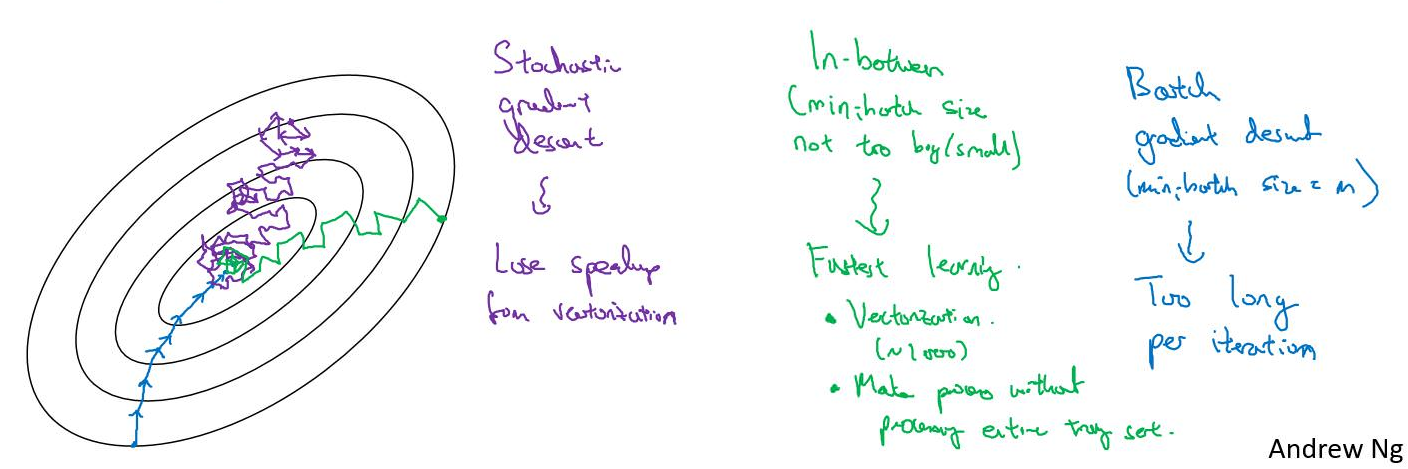 Stochastic
gradient
descent
Lose speedup
from vectorization
In-between
(mini-batch size
not too big/small)
Fastest learning.
• Vectorization.
(~1000)
• Make progress without
processing entire training set.
Batch
gradient descent
(mini-batch size = m)
Too long
per iteration
Andrew Ng